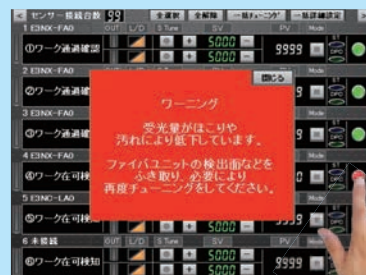 センサー接続台数 99 全選択 全解除 一括チューニング 一括詳細設定
1 E3NX-FA0 OUT L/D S Tune SV PV Mode
①ワーク通過確認 5000 9999
2 E3NX-FA0
②ワーク通過確
閉じる
ワーニング
受光量がほこりや
汚れにより低下しています。
ファイバユニットの検出面などを
ふき取り、必要により
再度チューニングをしてください。
3 E3NX-FA0
③ワーク通過確
4 E3NX-FA0
④ワーク在可検
5 E3NC-LA0
⑤ワーク在可検 5000 9999
6 未接続 OUT L/D S Tune SV PV
⑥ワーク在可検知 5000 9999